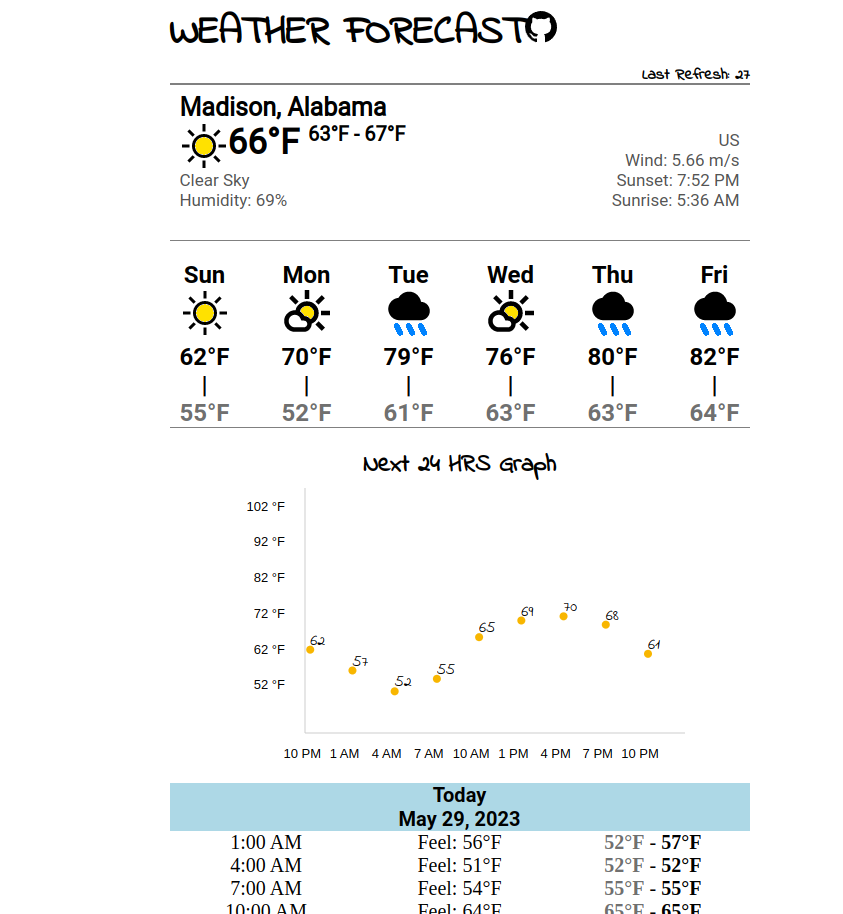 WEATHER FORECAST
Last Refresh: 27
Madison, Alabama
66°F 63°F - 67°F
Clear Sky
Humidity: 69%
US
Wind: 5.66 m/s
Sunset: 7:52 PM
Sunrise: 5:36 AM
Sun Mon Tue Wed Thu Fri
62°F 70°F 79°F 76°F 80°F 82°F
55°F 52°F 61°F 63°F 63°F 64°F
Next 24 HRS Graph
102 °F
92 °F
82 °F
72 °F
62 °F
52 °F
62 57 52 55 65 69 70 68 61
10 PM 1 AM 4 AM 7 AM 10 AM 1 PM 4 PM 7 PM 10 PM
Today
May 29, 2023
1:00 AM Feel: 56°F 52°F - 57°F
4:00 AM Feel: 51°F 52°F - 52°F
7:00 AM Feel: 54°F 55°F - 55°F
10:00 AM Feel: 64°F 65°F - 65°F